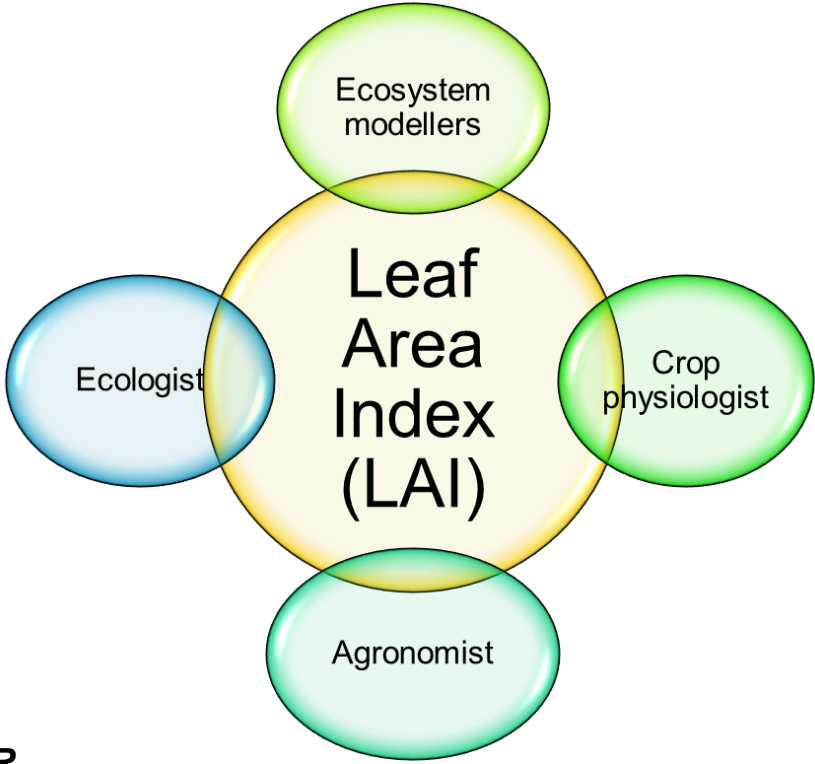 Ecosystem
modellers
Leaf
Area
Index
(LAI)
Ecologist
Crop
physiologist
Agronomist